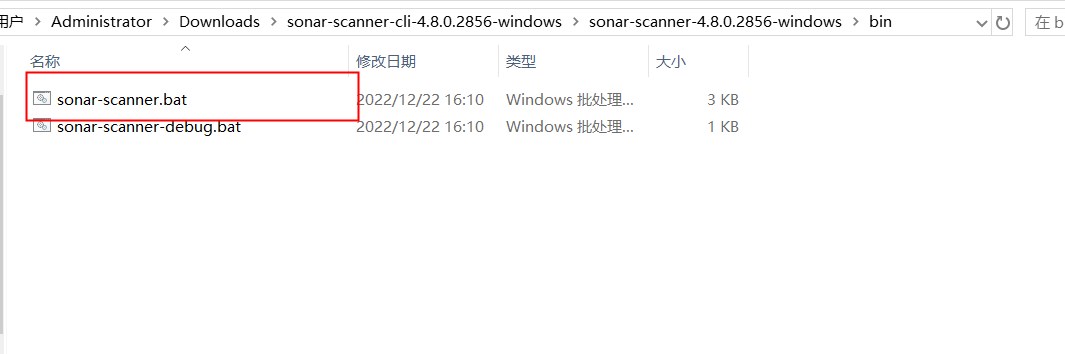 用户 > Administrator > Downloads > sonar-scanner-cli-4.8.0.2856-windows > sonar-scanner-4.8.0.2856-windows > bin 在 b
名称 修改日期 类型 大小
sonar-scanner.bat 2022/12/22 16:10 Windows 批处理... 3 KB
sonar-scanner-debug.bat 2022/12/22 16:10 Windows 批处理... 1 KB